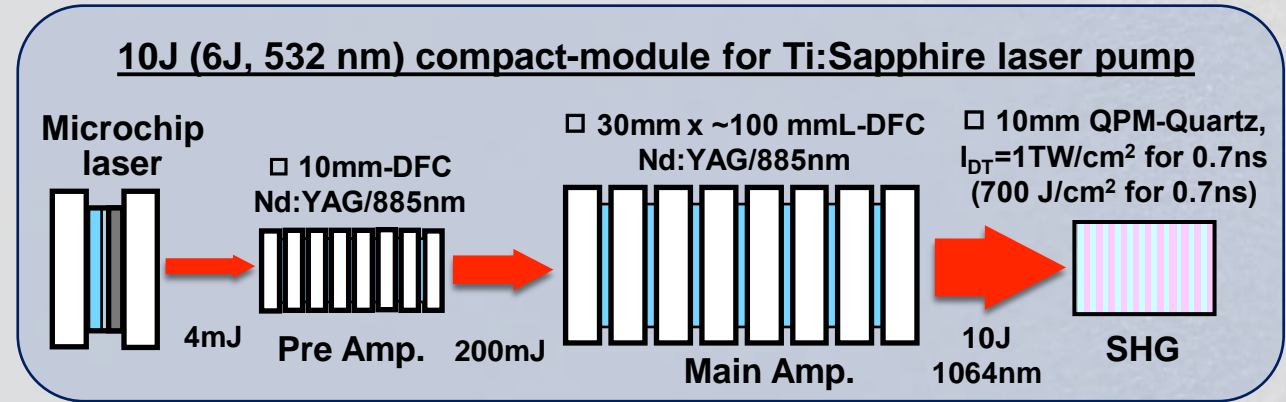 10J (6J, 532 nm) compact-module for Ti:Sapphire laser pump
Microchip
laser
4mJ
□ 10mm-DFC
Nd:YAG/885nm
Pre Amp.
200mJ
□ 30mm x ~100 mmL-DFC
Nd:YAG/885nm
Main Amp.
10J
1064nm
□ 10mm QPM-Quartz,
I_DT=1TW/cm² for 0.7ns
(700 J/cm² for 0.7ns)
SHG